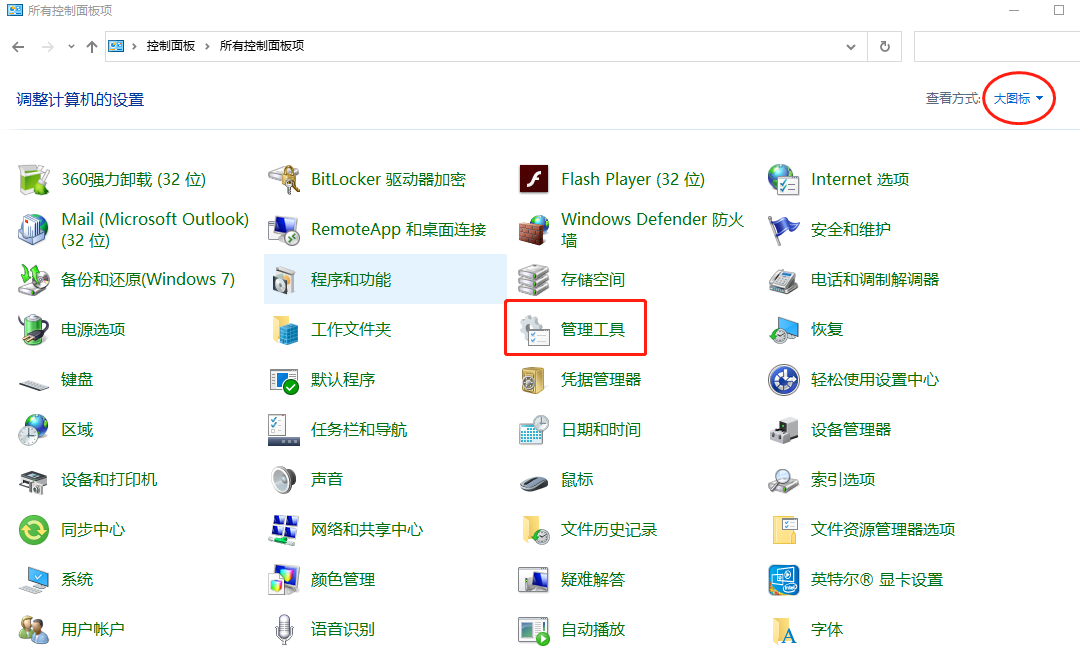 所有控制面板项
控制面板 › 所有控制面板项
调整计算机的设置
查看方式: 大图标
360强力卸载 (32 位)
BitLocker 驱动器加密
Flash Player (32 位)
Internet 选项
Mail (Microsoft Outlook)
(32 位)
RemoteApp 和桌面连接
Windows Defender 防火
墙
安全和维护
备份和还原(Windows 7)
程序和功能
存储空间
电话和调制解调器
电源选项
工作文件夹
管理工具
恢复
键盘
默认程序
凭据管理器
轻松使用设置中心
区域
任务栏和导航
日期和时间
设备管理器
设备和打印机
声音
鼠标
索引选项
同步中心
网络和共享中心
文件历史记录
文件资源管理器选项
系统
颜色管理
疑难解答
英特尔® 显卡设置
用户帐户
语音识别
自动播放
字体